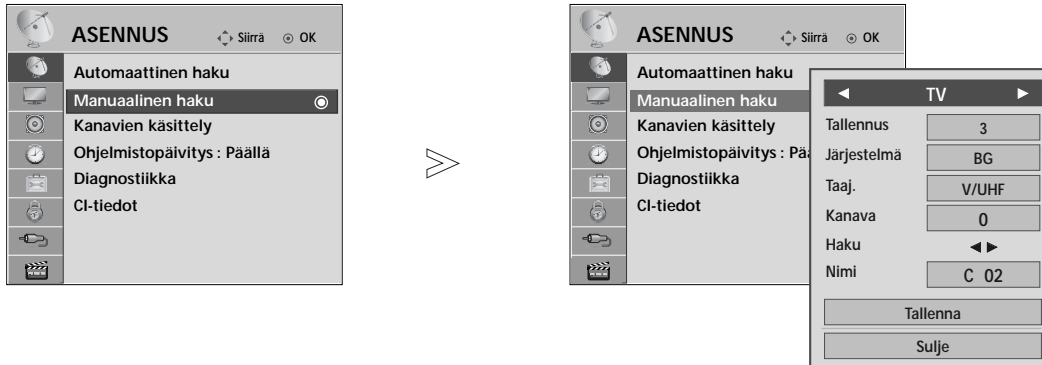 ASENNUS Siirrä OK
Automaattinen haku
Manuaalinen haku
Kanavien käsittely
Ohjelmistopäivitys : Päällä
Diagnostiikka
CI-tiedot
ASENNUS Siirrä OK
Automaattinen haku
Manuaalinen haku
Kanavien käsittely
Ohjelmistopäivitys : Pää
Diagnostiikka
CI-tiedot
◄ TV ►
Tallennus 3
Järjestelmä BG
Taaj. V/UHF
Kanava 0
Haku ◄ ►
Nimi C 02
Tallenna
Sulje